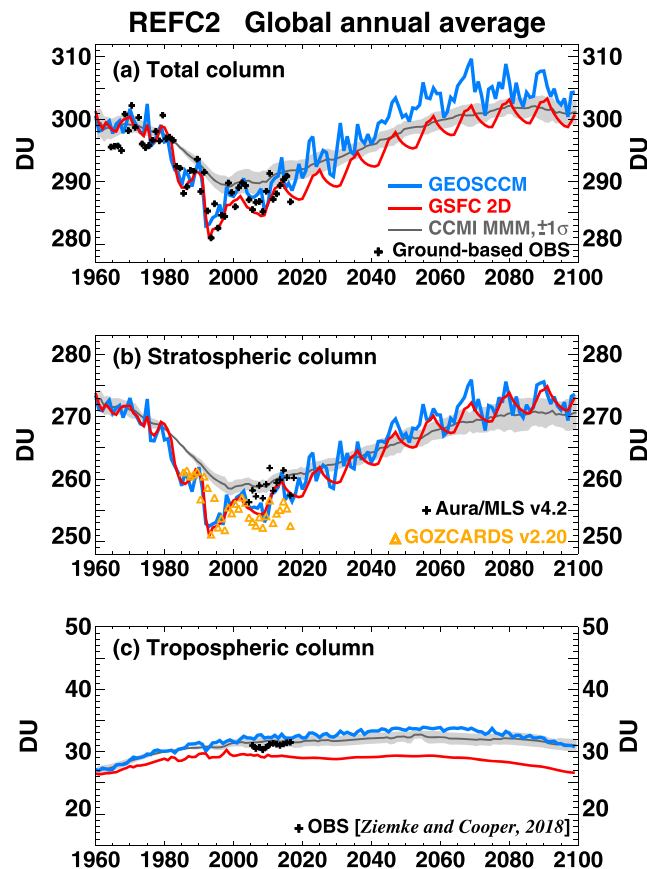 REFC2 Global annual average
(a) Total column
310
300
290
280
DU
310
300
290
280
DU
GEOSCCM
GSFC 2D
CCMI MMM,±1σ
Ground-based OBS
1960 1980 2000 2020 2040 2060 2080 2100
(b) Stratospheric column
280
270
260
250
DU
280
270
260
250
DU
Aura/MLS v4.2
GOZCARDS v2.20
1960 1980 2000 2020 2040 2060 2080 2100
(c) Tropospheric column
50
40
30
20
DU
50
40
30
20
DU
OBS [Ziemke and Cooper, 2018]
1960 1980 2000 2020 2040 2060 2080 2100